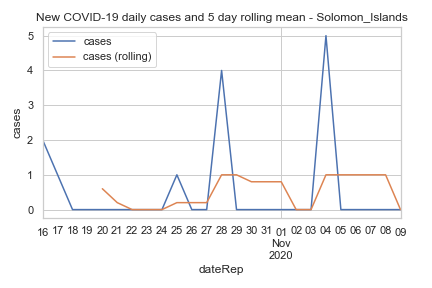 New COVID-19 daily cases and 5 day rolling mean - Solomon_Islands
cases
cases (rolling)
5
4
3
2
1
0
cases
16 17 18 19 20 21 22 23 24 25 26 27 28 29 30 31 01 02 03 04 05 06 07 08 09
Nov
2020
dateRep